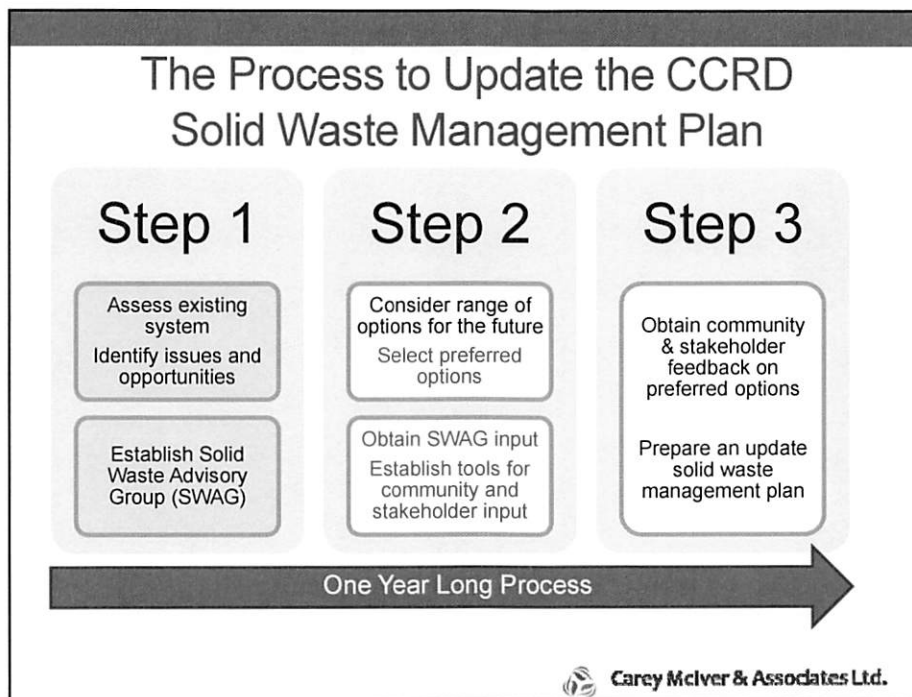 The Process to Update the CCRD
Solid Waste Management Plan
Step 1
Assess existing
system
Identify issues and
opportunities
Establish Solid
Waste Advisory
Group (SWAG)
Step 2
Consider range of
options for the future
Select preferred
options
Obtain SWAG input
Establish tools for
community and
stakeholder input
Step 3
Obtain community
& stakeholder
feedback on
preferred options
Prepare an update
solid waste
management plan
One Year Long Process
Carey McIver & Associates Ltd.